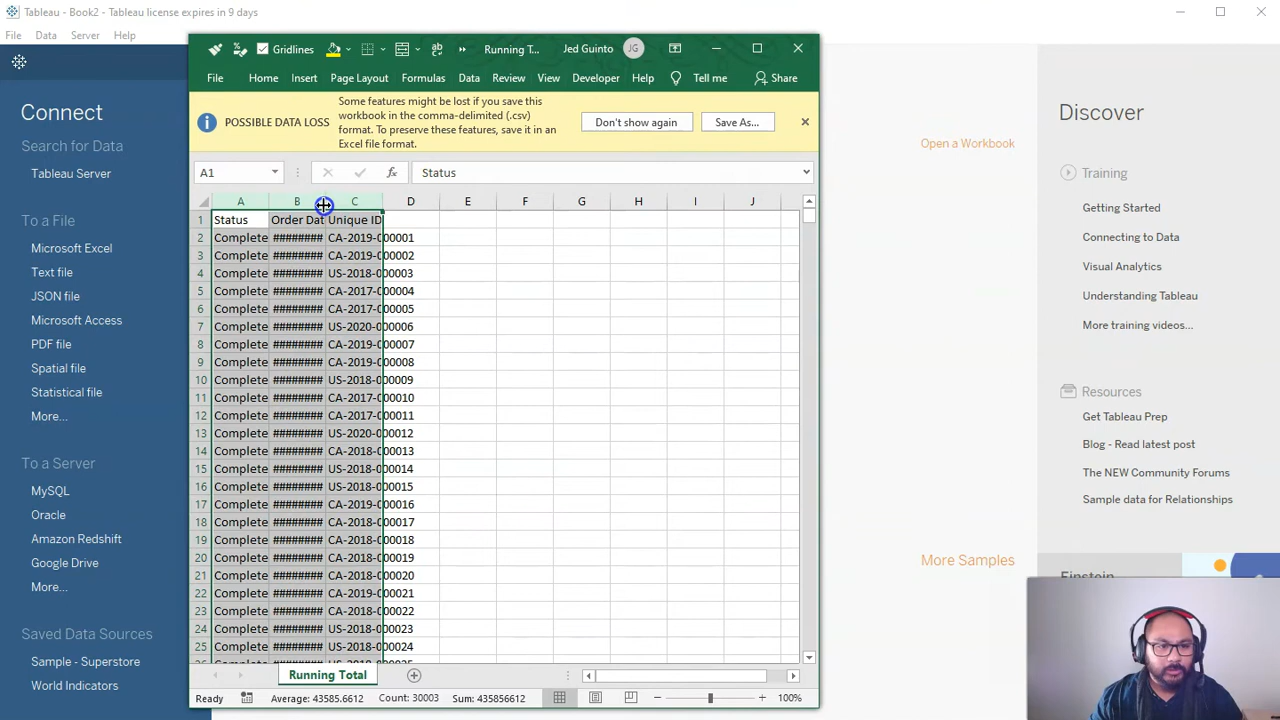 Tableau - Book2 - Tableau license expires in 9 days
File Data Server Help
Connect
Search for Data
Tableau Server
To a File
Microsoft Excel
Text file
JSON file
Microsoft Access
PDF file
Spatial file
Statistical file
More...
To a Server
MySQL
Oracle
Amazon Redshift
Google Drive
More...
Saved Data Sources
Sample - Superstore
World Indicators
Gridlines Running T... Jed Guinto JG
File Home Insert Page Layout Formulas Data Review View Developer Help Tell me Share
POSSIBLE DATA LOSS
Some features might be lost if you save this
workbook in the comma-delimited (.csv)
format. To preserve these features, save it in an
Excel file format.
Don't show again Save As...
A1 fx Status
A B C D E F G H I J
1 Status Order Dat Unique ID
2 Complete ######## CA-2019-000001
3 Complete ######## CA-2019-000002
4 Complete ######## US-2018-000003
5 Complete ######## CA-2017-000004
6 Complete ######## CA-2017-000005
7 Complete ######## US-2020-000006
8 Complete ######## CA-2019-000007
9 Complete ######## CA-2019-000008
10 Complete ######## US-2018-000009
11 Complete ######## CA-2017-000010
12 Complete ######## CA-2017-000011
13 Complete ######## US-2020-000012
14 Complete ######## CA-2018-000013
15 Complete ######## US-2018-000014
16 Complete ######## US-2018-000015
17 Complete ######## CA-2019-000016
18 Complete ######## CA-2018-000017
19 Complete ######## US-2018-000018
20 Complete ######## CA-2018-000019
21 Complete ######## CA-2018-000020
22 Complete ######## CA-2019-000021
23 Complete ######## CA-2018-000022
24 Complete ######## US-2018-000023
25 Complete ######## US-2018-000024
Running Total
Ready Average: 43585.6612 Count: 30003 Sum: 435856612 100%
Open a Workbook
More Samples
Discover
Training
Getting Started
Connecting to Data
Visual Analytics
Understanding Tableau
More training videos...
Resources
Get Tableau Prep
Blog - Read latest post
The NEW Community Forums
Sample data for Relationships
Einstein